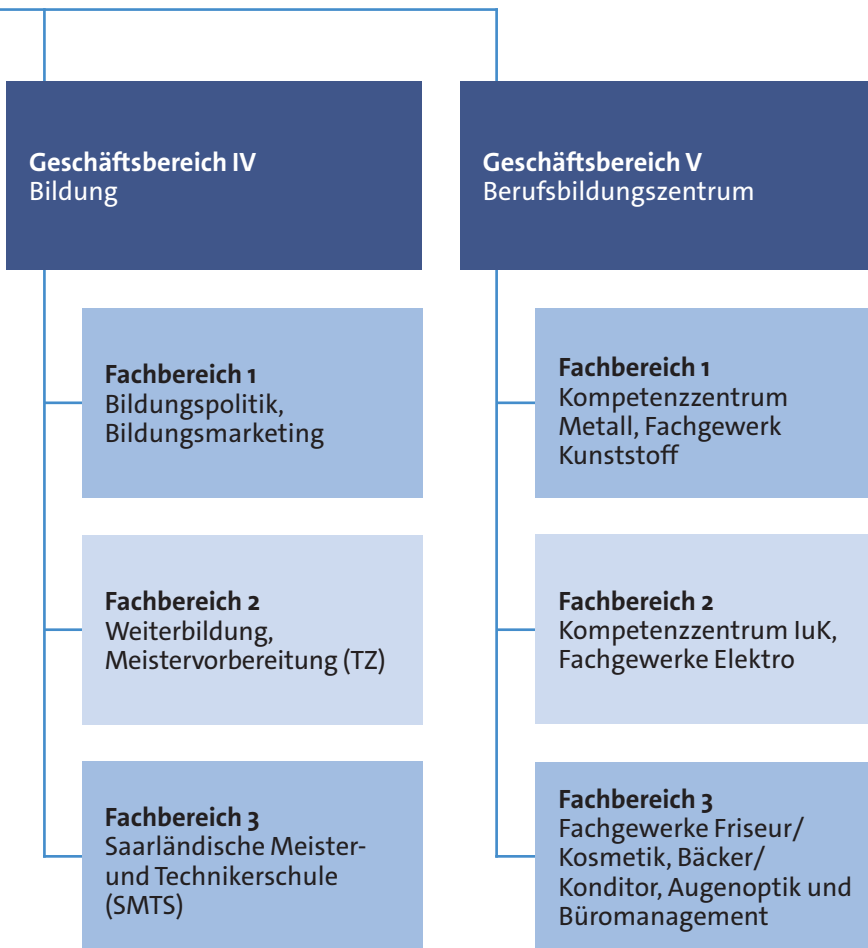 Geschäftsbereich IV
Bildung
Fachbereich 1
Bildungspolitik,
Bildungsmarketing
Fachbereich 2
Weiterbildung,
Meistervorbereitung (TZ)
Fachbereich 3
Saarländische Meister-
und Technikerschule
(SMTS)
Geschäftsbereich V
Berufsbildungszentrum
Fachbereich 1
Kompetenzzentrum
Metall, Fachgewerk
Kunststoff
Fachbereich 2
Kompetenzzentrum IuK,
Fachgewerke Elektro
Fachbereich 3
Fachgewerke Friseur/
Kosmetik, Bäcker/
Konditor, Augenoptik und
Büromanagement